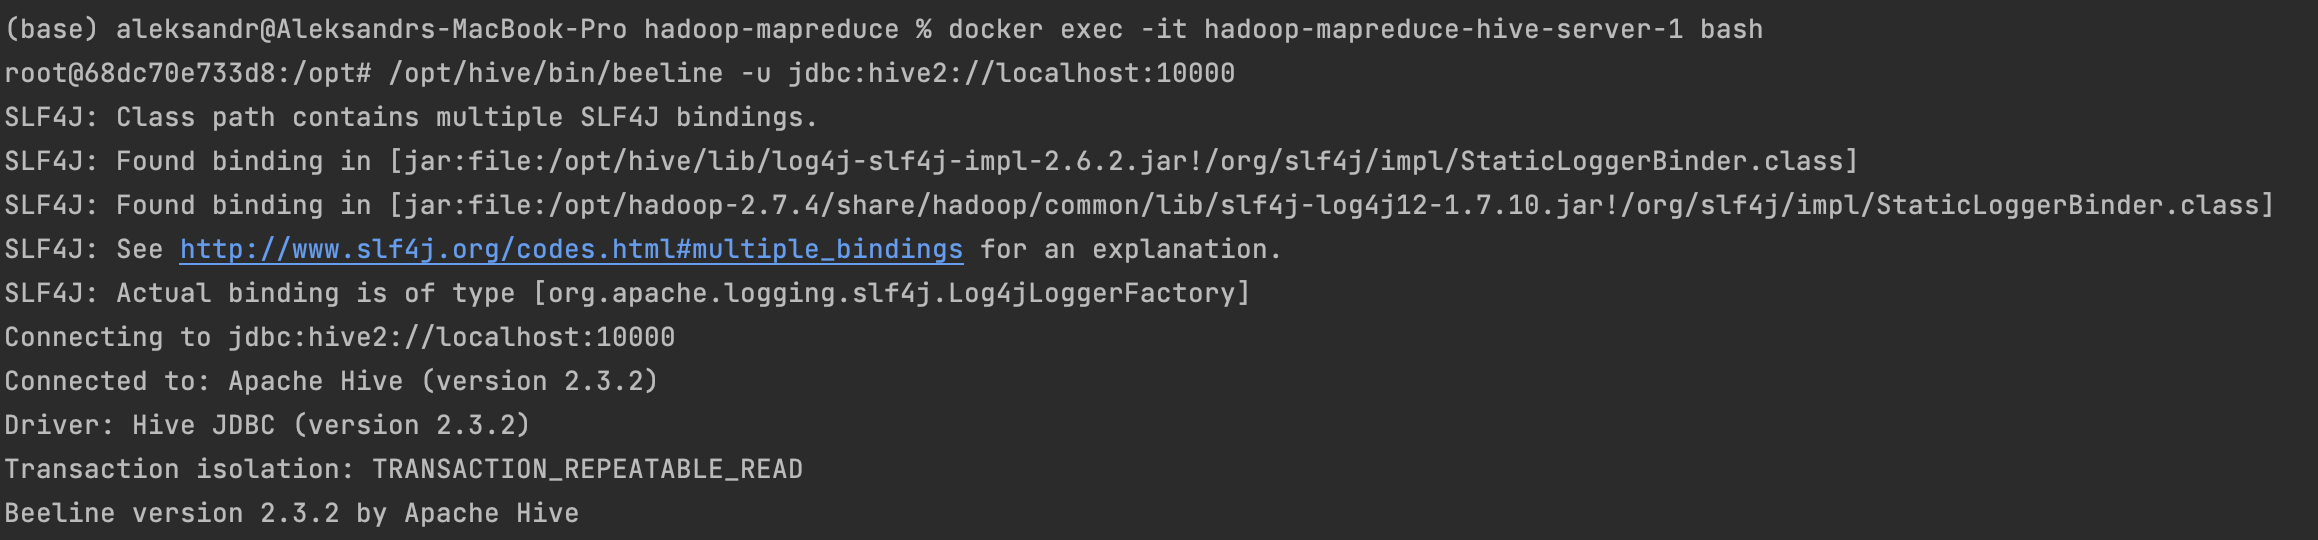 (base) aleksandr@Aleksandrs-MacBook-Pro hadoop-mapreduce % docker exec -it hadoop-mapreduce-hive-server-1 bash
root@68dc70e733d8:/opt# /opt/hive/bin/beeline -u jdbc:hive2://localhost:10000
SLF4J: Class path contains multiple SLF4J bindings.
SLF4J: Found binding in [jar:file:/opt/hive/lib/log4j-slf4j-impl-2.6.2.jar!/org/slf4j/impl/StaticLoggerBinder.class]
SLF4J: Found binding in [jar:file:/opt/hadoop-2.7.4/share/hadoop/common/lib/slf4j-log4j12-1.7.10.jar!/org/slf4j/impl/StaticLoggerBinder.class]
SLF4J: See http://www.slf4j.org/codes.html#multiple_bindings for an explanation.
SLF4J: Actual binding is of type [org.apache.logging.slf4j.Log4jLoggerFactory]
Connecting to jdbc:hive2://localhost:10000
Connected to: Apache Hive (version 2.3.2)
Driver: Hive JDBC (version 2.3.2)
Transaction isolation: TRANSACTION_REPEATABLE_READ
Beeline version 2.3.2 by Apache Hive